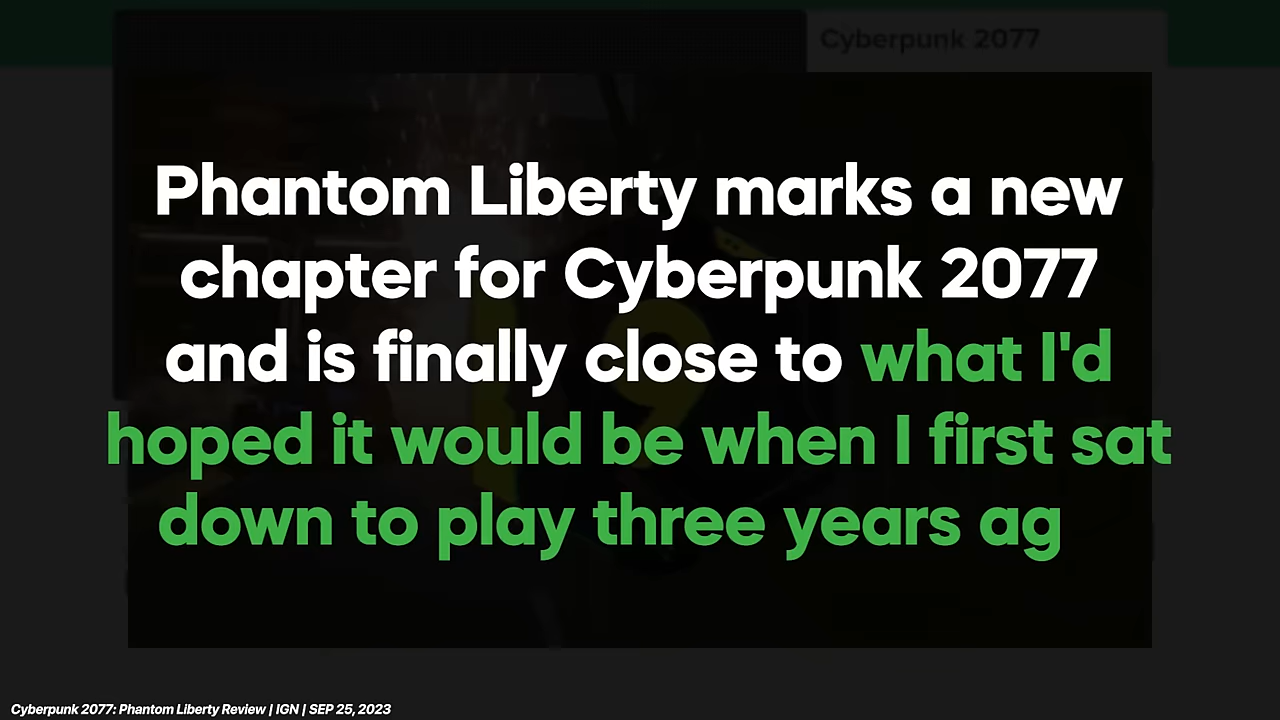 Cyberpunk 2077
Phantom Liberty marks a new
chapter for Cyberpunk 2077
and is finally close to what I'd
hoped it would be when I first sat
down to play three years ag
Cyberpunk 2077: Phantom Liberty Review | IGN | SEP 25, 2023